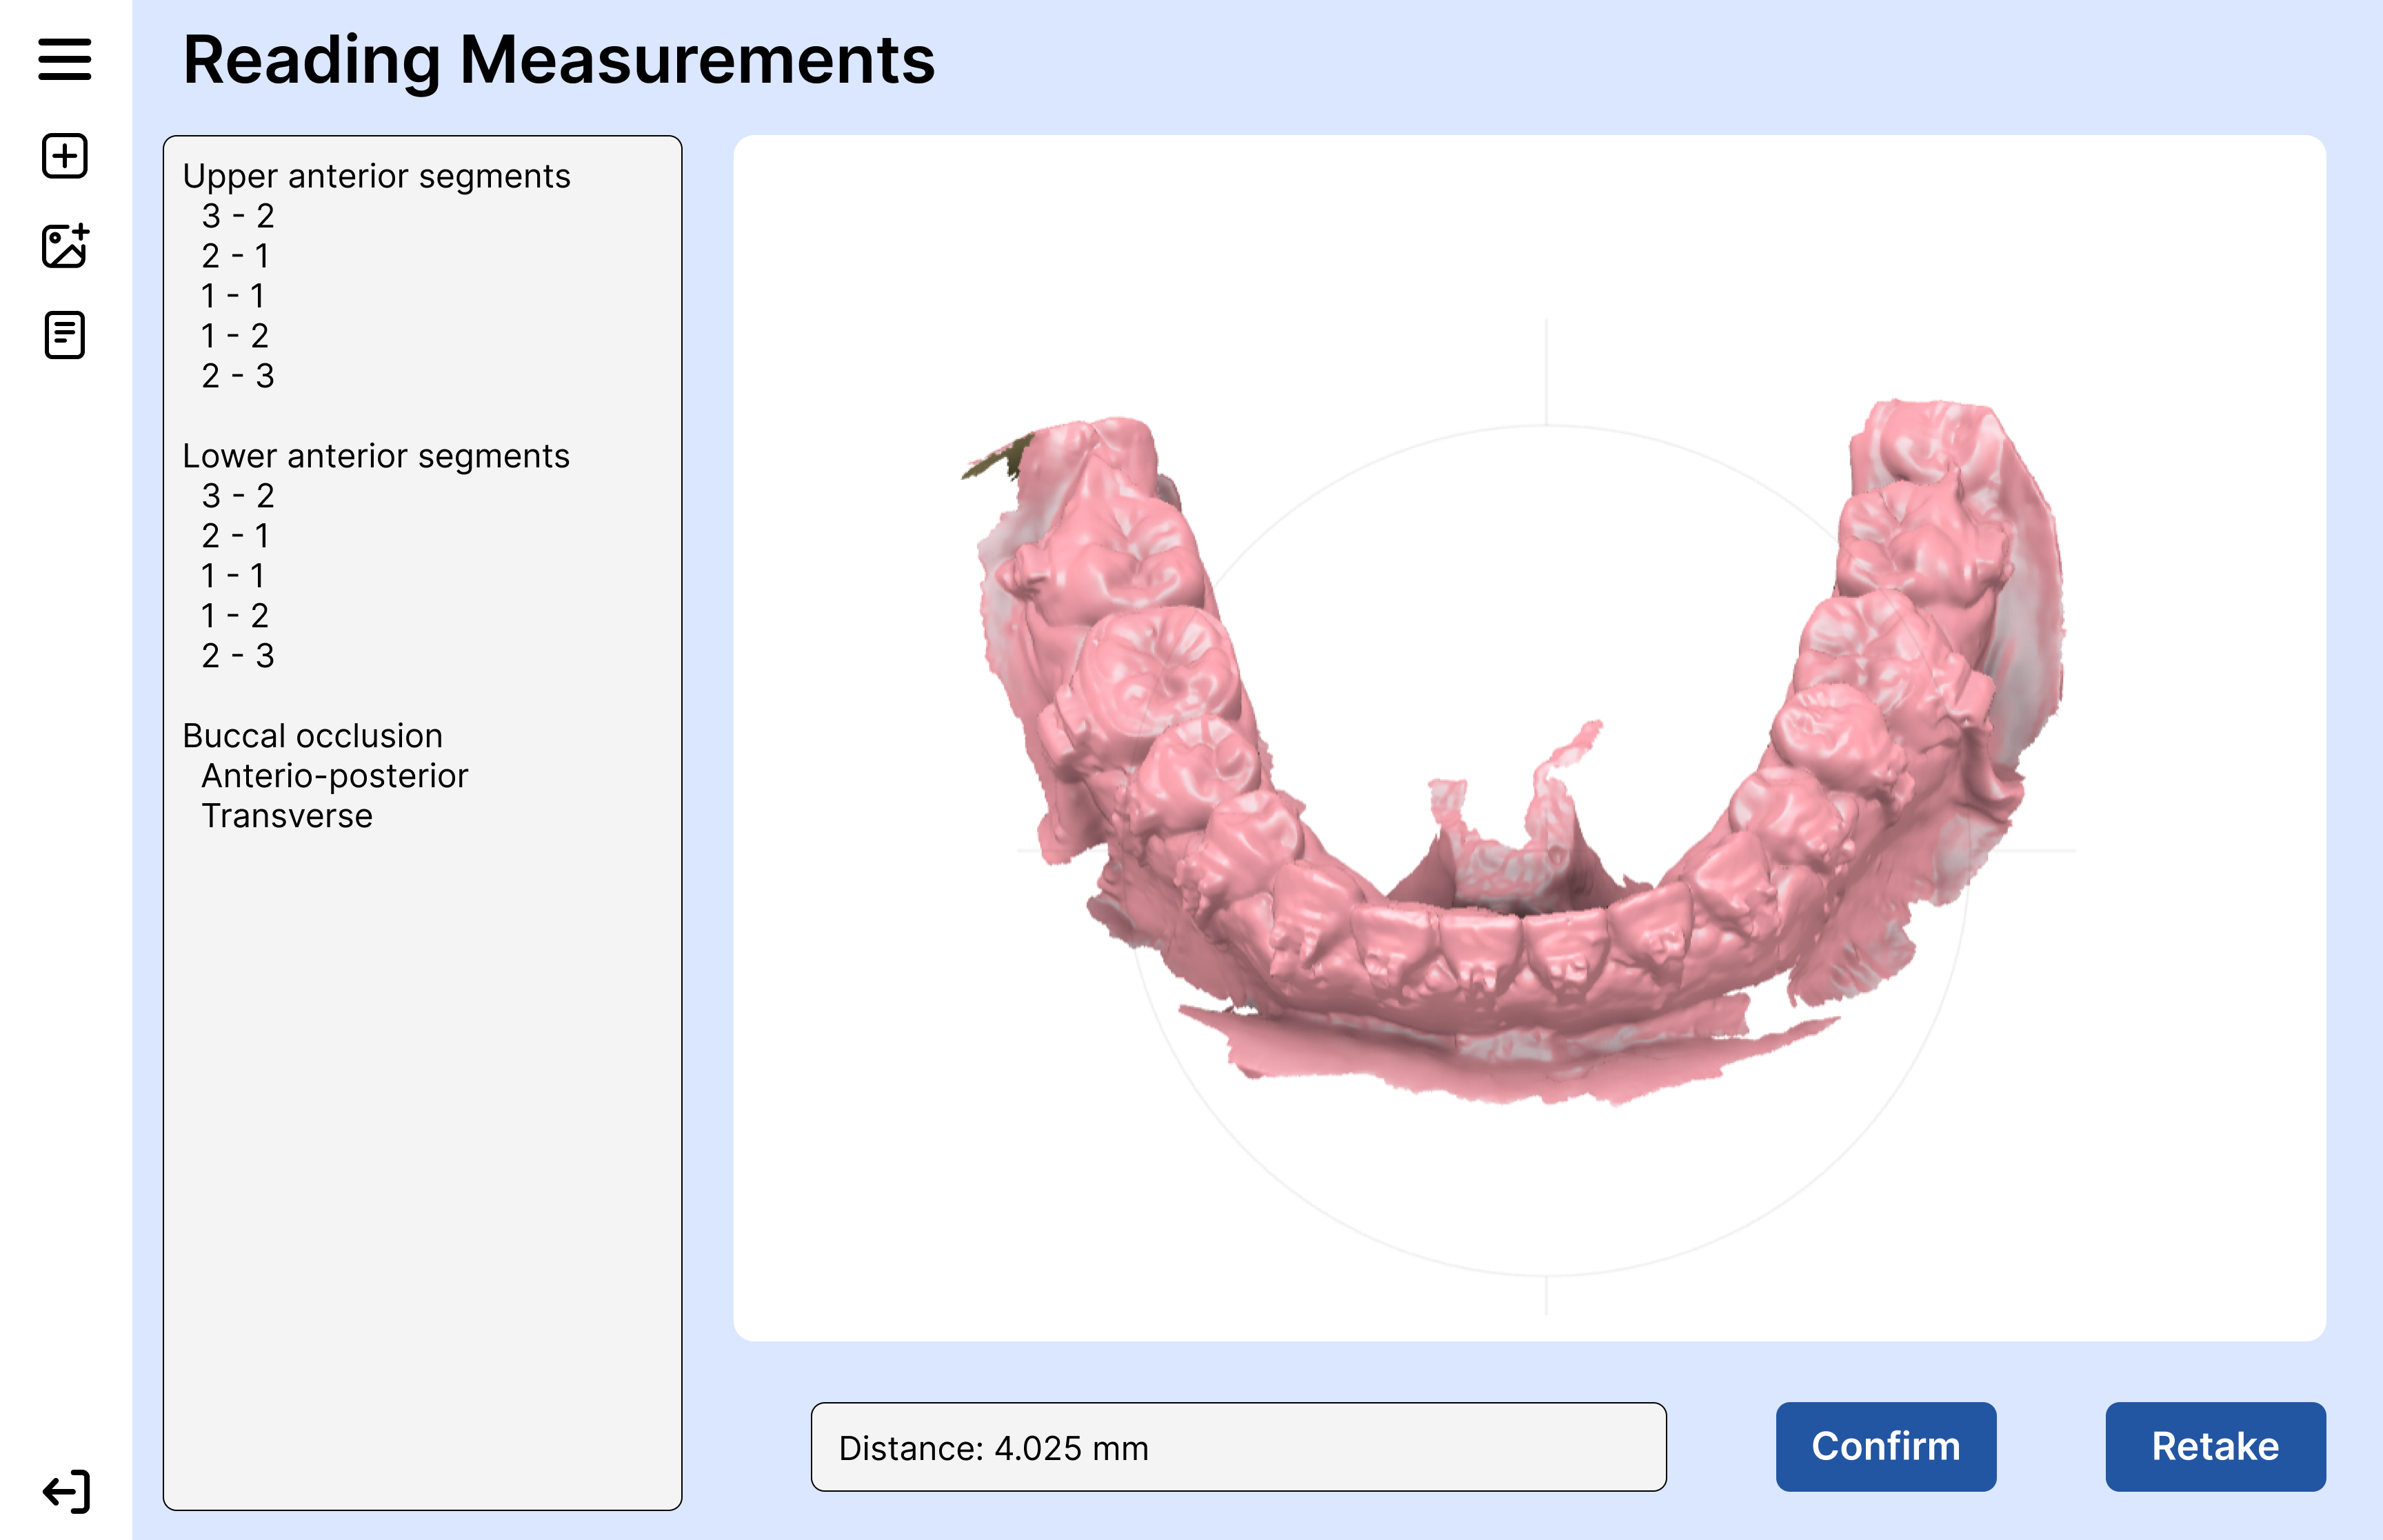 Reading Measurements
Upper anterior segments
3 - 2
2 - 1
1 - 1
1 - 2
2 - 3
Lower anterior segments
3 - 2
2 - 1
1 - 1
1 - 2
2 - 3
Buccal occlusion
Anterio-posterior
Transverse
Distance: 4.025 mm
Confirm
Retake